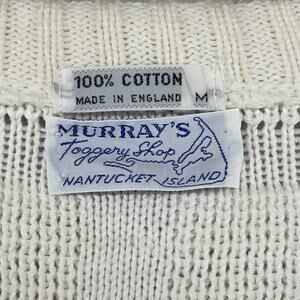 100% COTTON
MADE IN ENGLAND M
MURRAY'S
Toggery Shop
NANTUCKET ISLAND